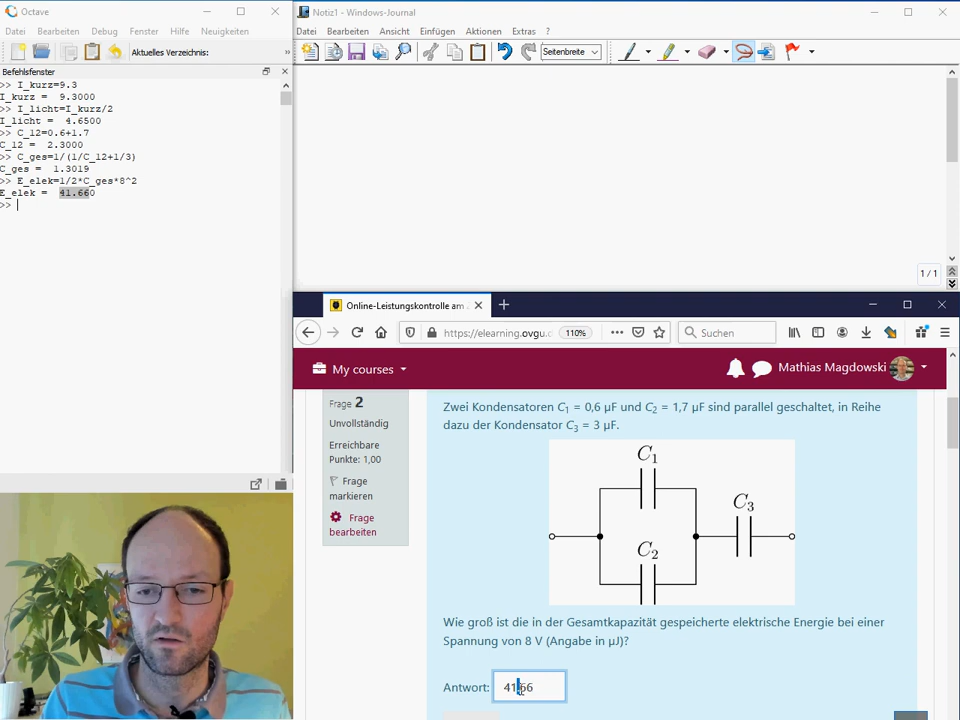 Octave
Datei Bearbeiten Debug Fenster Hilfe Neuigkeiten
Aktuelles Verzeichnis: »
Befehlsfenster
>> I_kurz=9.3
I_kurz = 9.3000
>> I_licht=I_kurz/2
I_licht = 4.6500
>> C_12=0.6+1.7
C_12 = 2.3000
>> C_ges=1/(1/C_12+1/3)
C_ges = 1.3019
>> E_elek=1/2*C_ges*8^2
E_elek = 41.660
>>
Notiz1 - Windows-Journal
Datei Bearbeiten Ansicht Einfügen Aktionen Extras ?
Seitenbreite
1 / 1
Online-Leistungskontrolle am
https://elearning.ovgu.d 110% Suchen
My courses Mathias Magdowski
Frage 2
Unvollständig
Erreichbare
Punkte: 1,00
Frage
markieren
Frage
bearbeiten
Zwei Kondensatoren C₁ = 0,6 µF und C₂ = 1,7 µF sind parallel geschaltet, in Reihe
dazu der Kondensator C₃ = 3 µF.
C₁
C₃
C₂
Wie groß ist die in der Gesamtkapazität gespeicherte elektrische Energie bei einer
Spannung von 8 V (Angabe in µJ)?
Antwort: